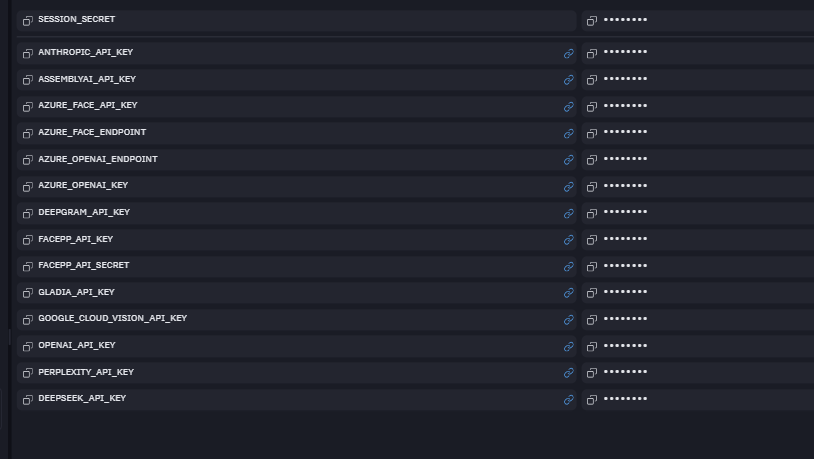 SESSION_SECRET ••••••••
ANTHROPIC_API_KEY ••••••••
ASSEMBLYAI_API_KEY ••••••••
AZURE_FACE_API_KEY ••••••••
AZURE_FACE_ENDPOINT ••••••••
AZURE_OPENAI_ENDPOINT ••••••••
AZURE_OPENAI_KEY ••••••••
DEEPGRAM_API_KEY ••••••••
FACEPP_API_KEY ••••••••
FACEPP_API_SECRET ••••••••
GLADIA_API_KEY ••••••••
GOOGLE_CLOUD_VISION_API_KEY ••••••••
OPENAI_API_KEY ••••••••
PERPLEXITY_API_KEY ••••••••
DEEPSEEK_API_KEY ••••••••